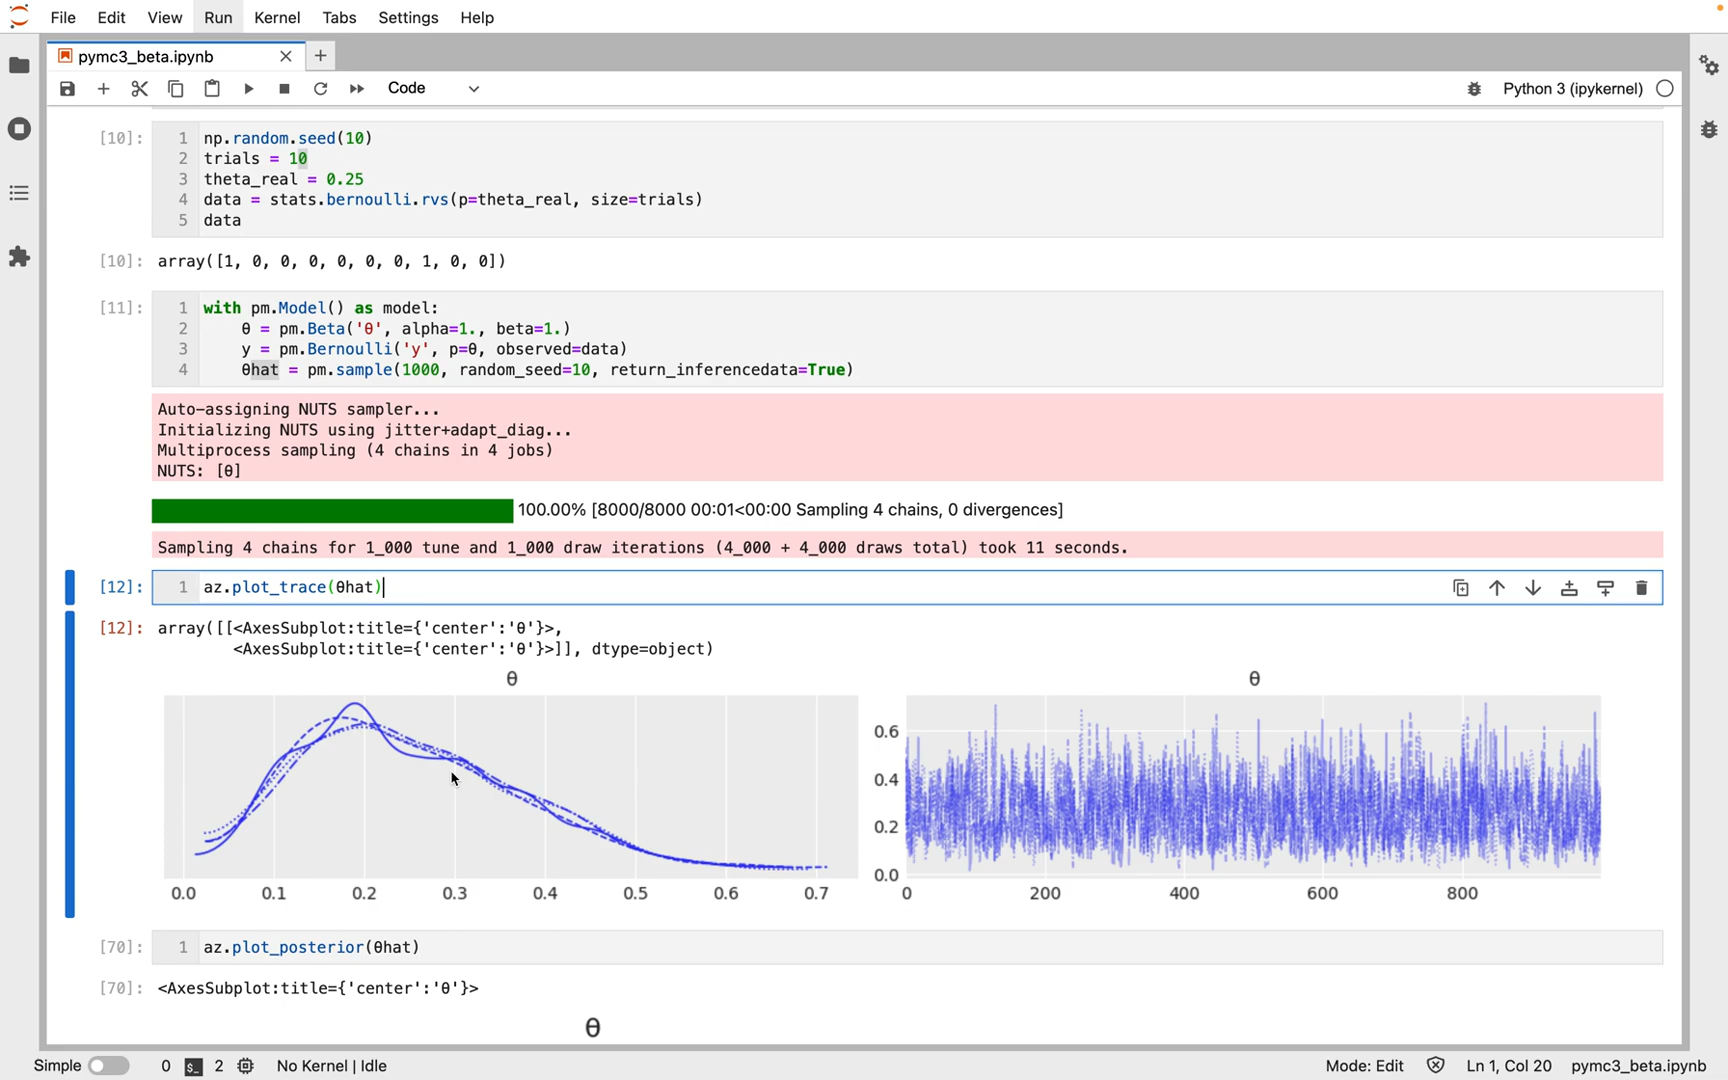 File Edit View Run Kernel Tabs Settings Help
pymc3_beta.ipynb
Code
Python 3 (ipykernel)
[10]:
1 np.random.seed(10)
2 trials = 10
3 theta_real = 0.25
4 data = stats.bernoulli.rvs(p=theta_real, size=trials)
5 data
[10]: array([1, 0, 0, 0, 0, 0, 0, 1, 0, 0])
[11]:
1 with pm.Model() as model:
2 θ = pm.Beta('θ', alpha=1., beta=1.)
3 y = pm.Bernoulli('y', p=θ, observed=data)
4 θhat = pm.sample(1000, random_seed=10, return_inferencedata=True)
Auto-assigning NUTS sampler...
Initializing NUTS using jitter+adapt_diag...
Multiprocess sampling (4 chains in 4 jobs)
NUTS: [θ]
100.00% [8000/8000 00:01<00:00 Sampling 4 chains, 0 divergences]
Sampling 4 chains for 1_000 tune and 1_000 draw iterations (4_000 + 4_000 draws total) took 11 seconds.
[12]: 1 az.plot_trace(θhat)
[12]: array([[<AxesSubplot:title={'center':'θ'}>,
<AxesSubplot:title={'center':'θ'}>]], dtype=object)
θ
0.0 0.1 0.2 0.3 0.4 0.5 0.6 0.7
θ
0.6
0.4
0.2
0.0
0 200 400 600 800
[70]: 1 az.plot_posterior(θhat)
[70]: <AxesSubplot:title={'center':'θ'}>
θ
Simple 0 2 No Kernel | Idle
Mode: Edit Ln 1, Col 20 pymc3_beta.ipynb